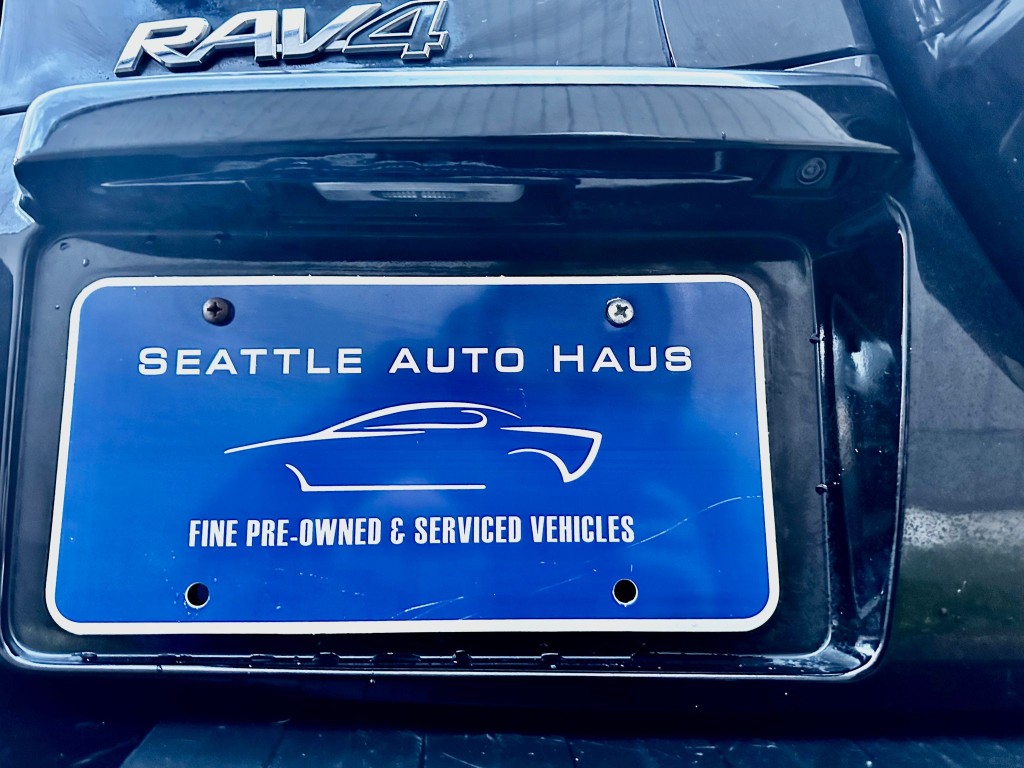 RAV4
SEATTLE AUTO HAUS
FINE PRE-OWNED & SERVICED VEHICLES